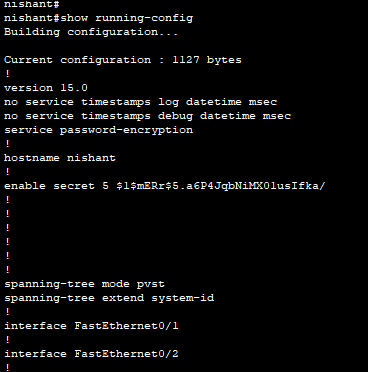 nishant#
nishant#show running-config
Building configuration...
Current configuration : 1127 bytes
!
version 15.0
no service timestamps log datetime msec
no service timestamps debug datetime msec
service password-encryption
!
hostname nishant
!
enable secret 5 $1$mERr$5.a6P4JqbNiMX01usIfka/
!
!
!
!
!
!
spanning-tree mode pvst
spanning-tree extend system-id
!
interface FastEthernet0/1
!
interface FastEthernet0/2
!